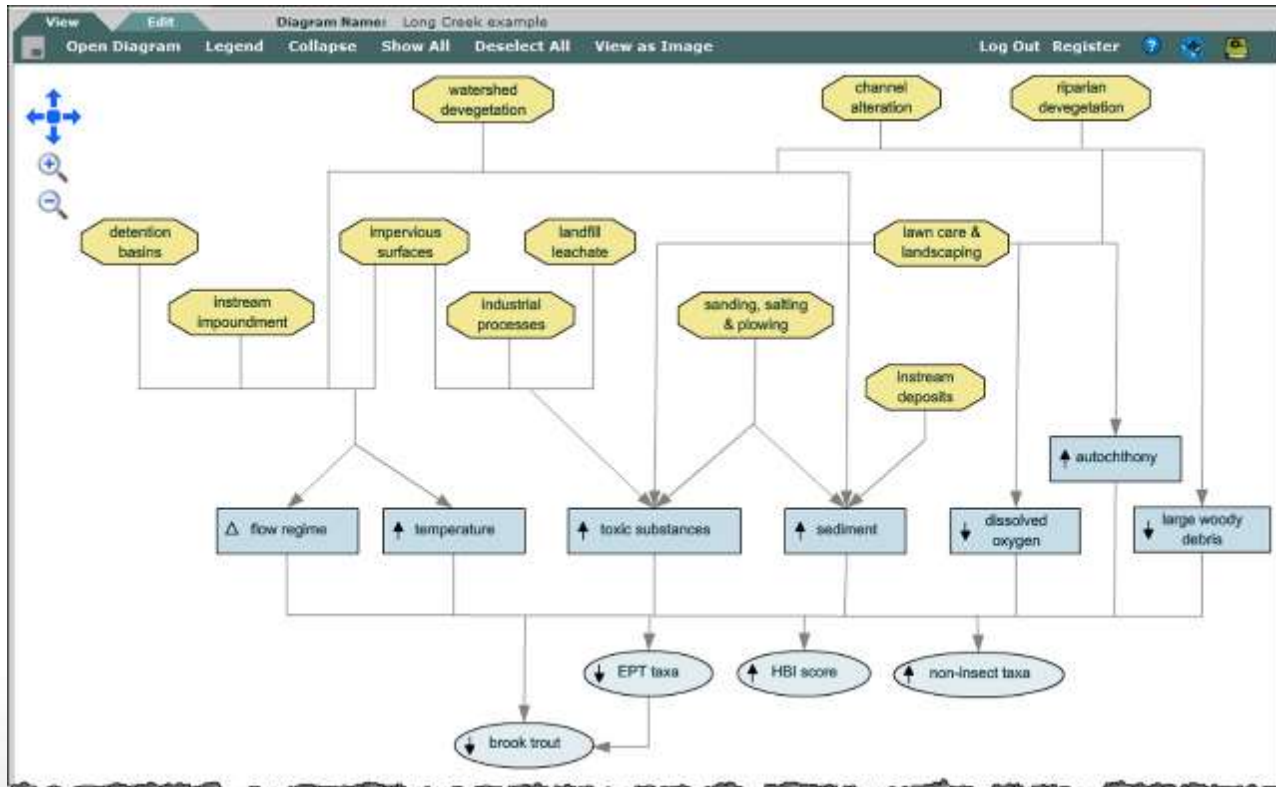 View Edit Diagram Name: Long Creek example
Open Diagram Legend Collapse Show All Deselect All View as Image Log Out Register ?
watershed
devegetation
channel
alteration
riparian
devegetation
detention
basins
impervious
surfaces
landfill
leachate
lawn care &
landscaping
instream
impoundment
industrial
processes
sanding, salting
& plowing
instream
deposits
autochthony
flow regime
temperature
toxic substances
sediment
dissolved
oxygen
large woody
debris
EPT taxa
HBI score
non-insect taxa
brook trout